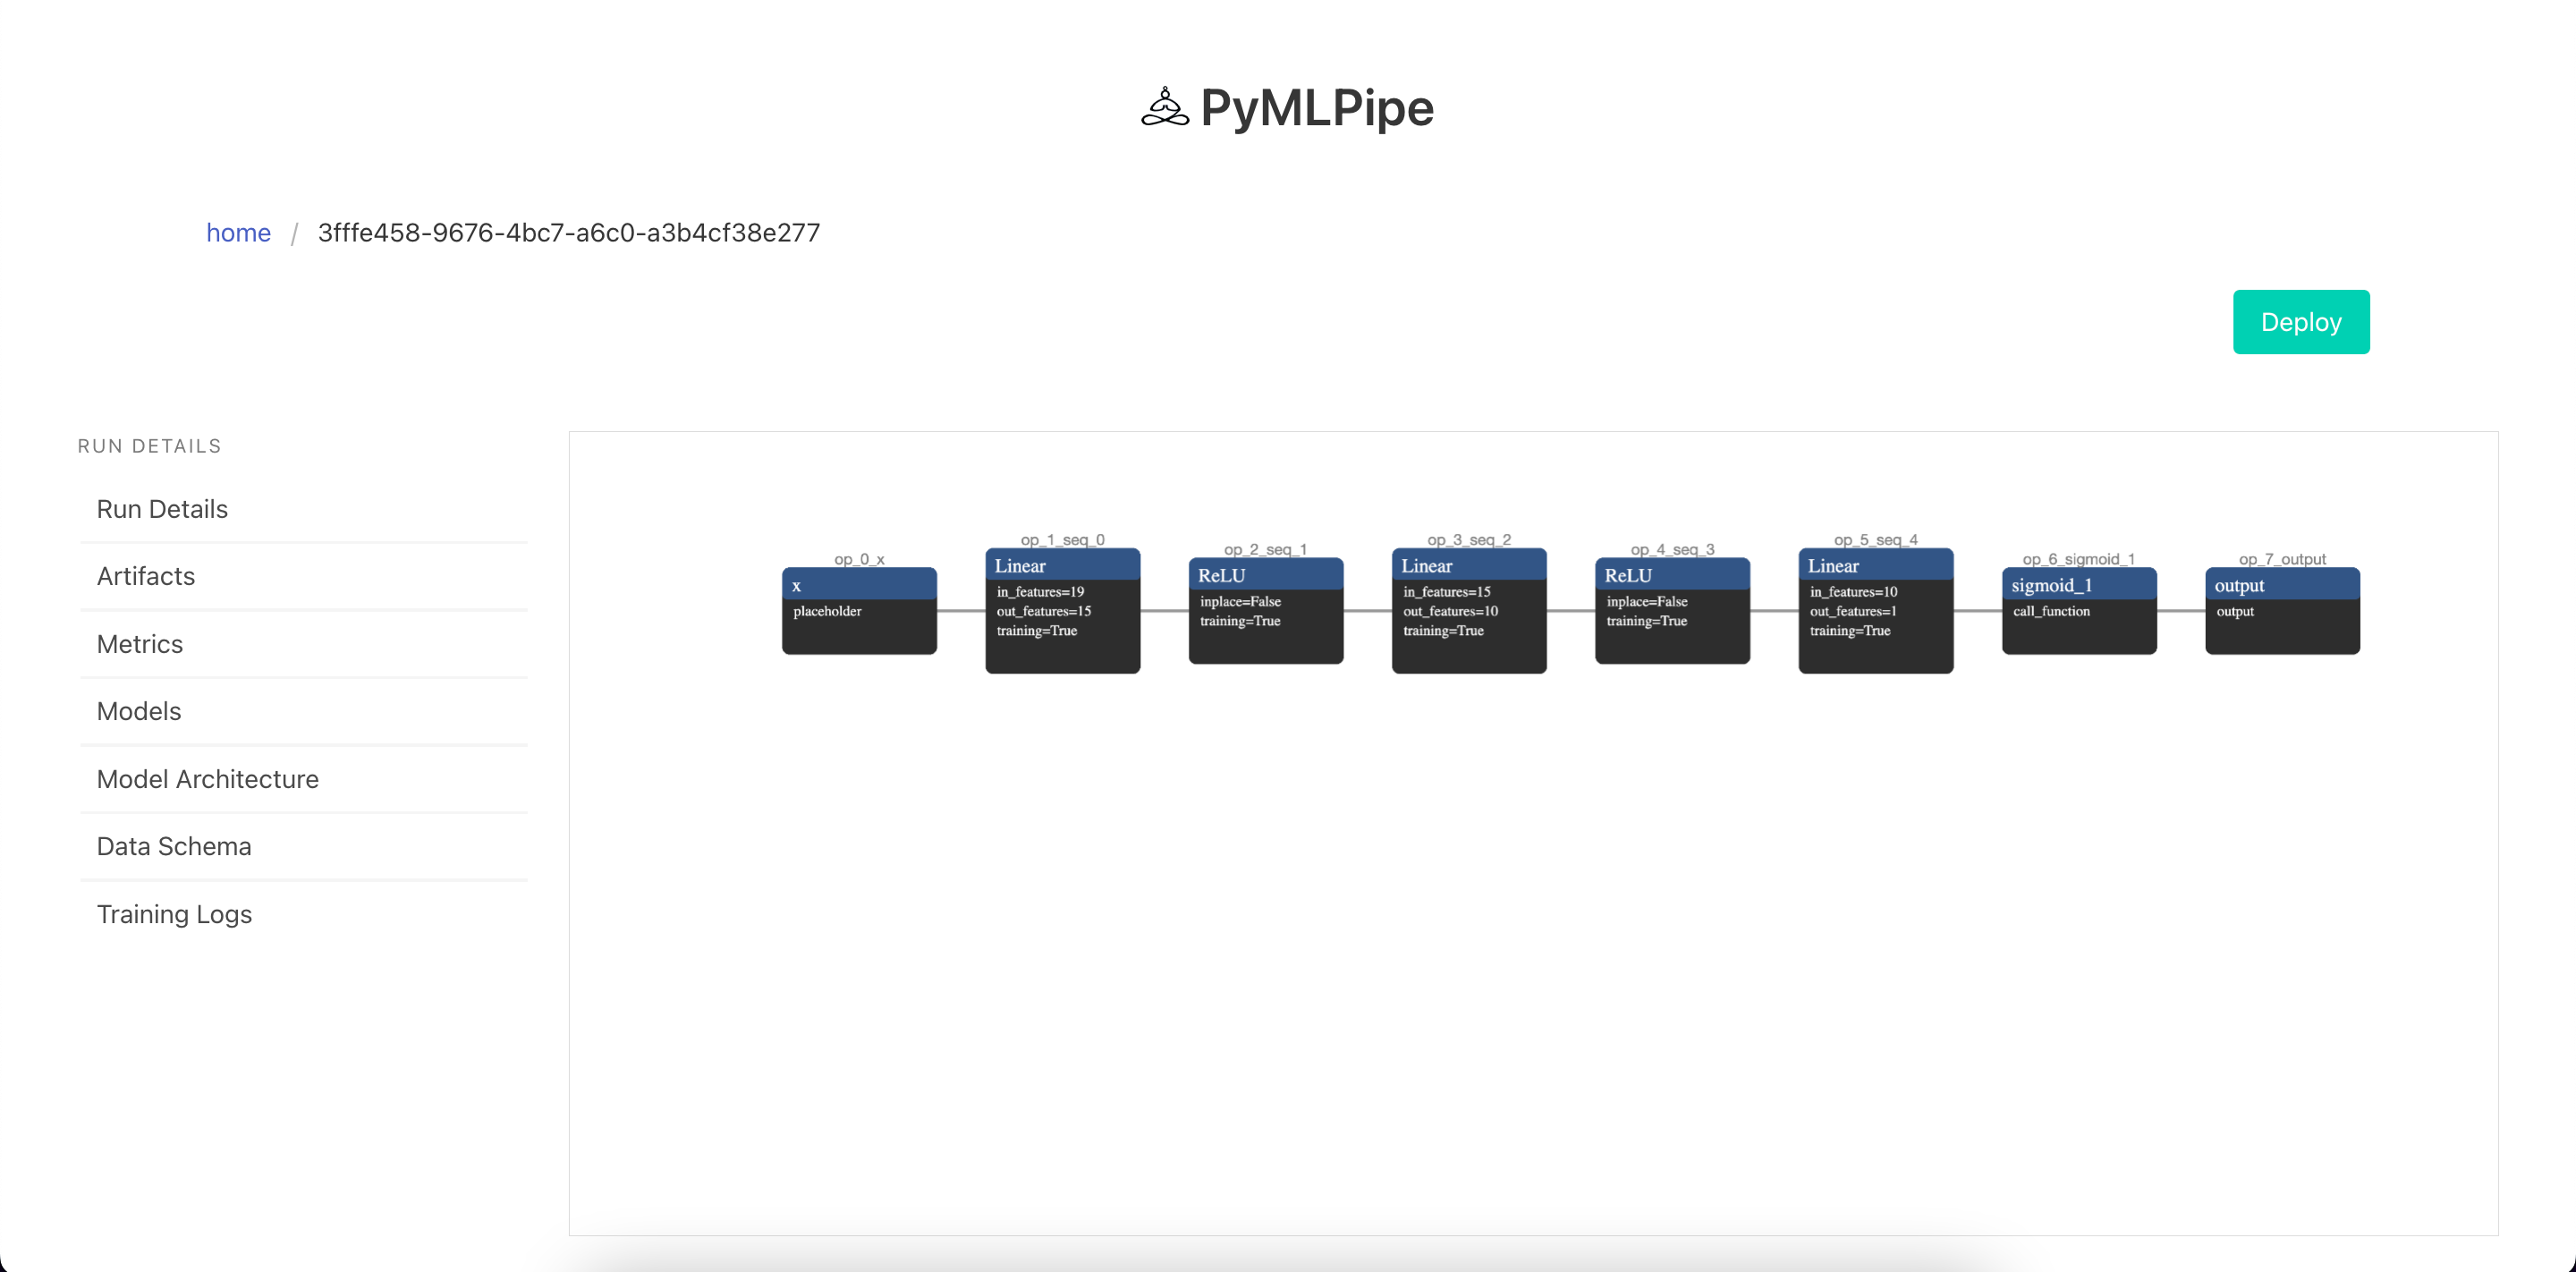 PyMLPipe
home / 3fffe458-9676-4bc7-a6c0-a3b4cf38e277
Deploy
RUN DETAILS
Run Details
Artifacts
Metrics
Models
Model Architecture
Data Schema
Training Logs
op_0_x
x
placeholder
op_1_seq_0
Linear
in_features=19
out_features=15
training=True
op_2_seq_1
ReLU
inplace=False
training=True
op_3_seq_2
Linear
in_features=15
out_features=10
training=True
op_4_seq_3
ReLU
inplace=False
training=True
op_5_seq_4
Linear
in_features=10
out_features=1
training=True
op_6_sigmoid_1
sigmoid_1
call_function
op_7_output
output
output